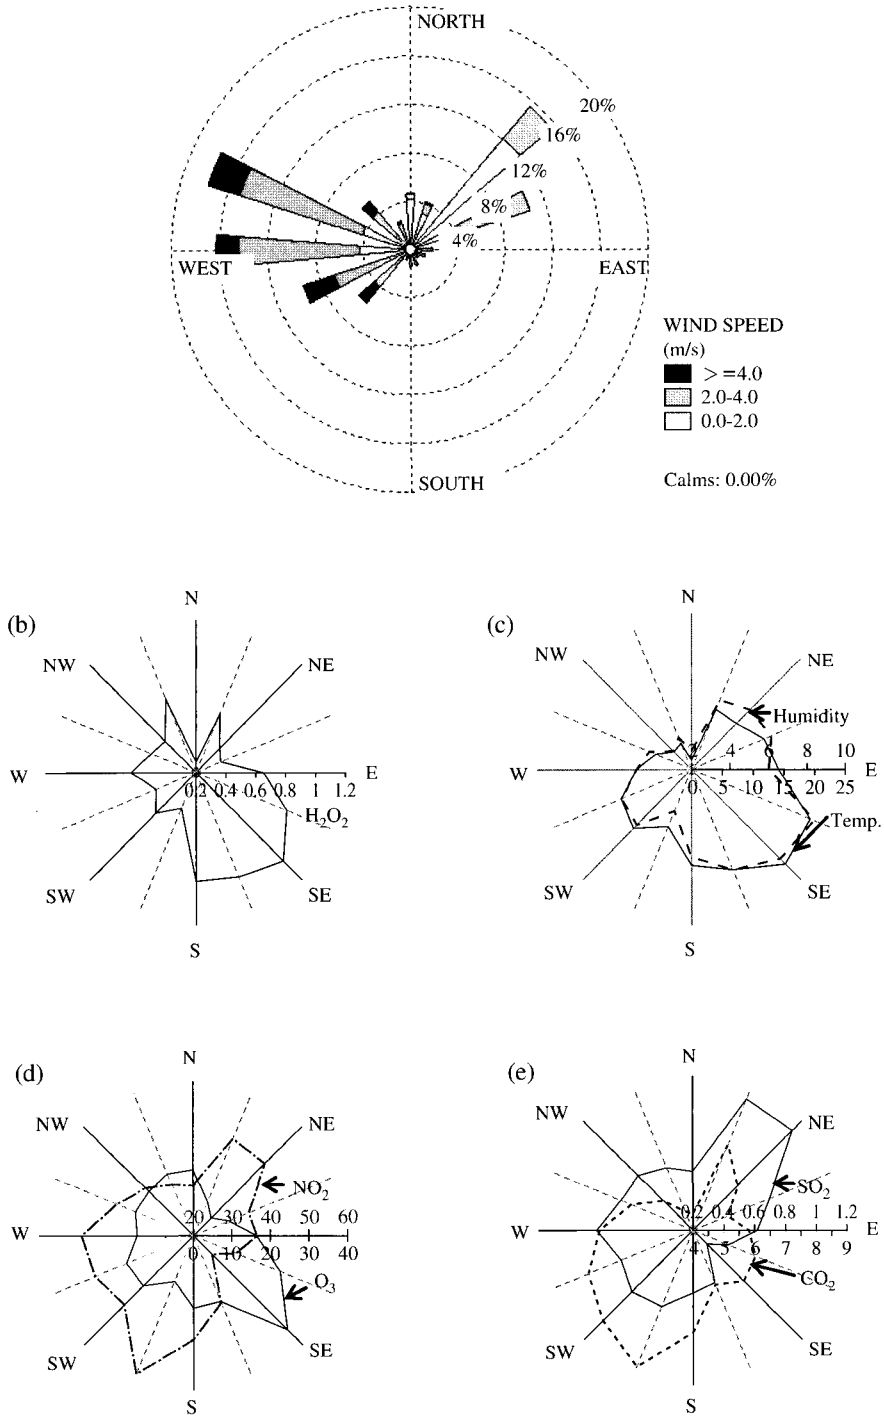 NORTH
20%
16%
12%
8%
4%
WEST
EAST
SOUTH
WIND SPEED
(m/s)
>=4.0
2.0-4.0
0.0-2.0
Calms: 0.00%
(b)
N
NW
NE
W
E
0.2 0.4 0.6 0.8 1 1.2
H2O2
SW
SE
S
(c)
N
NW
NE
Humidity
2 4 6 8 10
W
E
0 5 10 15 20 25
Temp.
SW
SE
S
(d)
N
NW
NE
NO2
20 30 40 50 60
W
E
0 10 20 30 40
O3
SW
SE
S
(e)
N
NW
NE
SO2
0.2 0.4 0.6 0.8 1 1.2
W
E
4 5 6 7 8 9
CO2
SW
SE
S